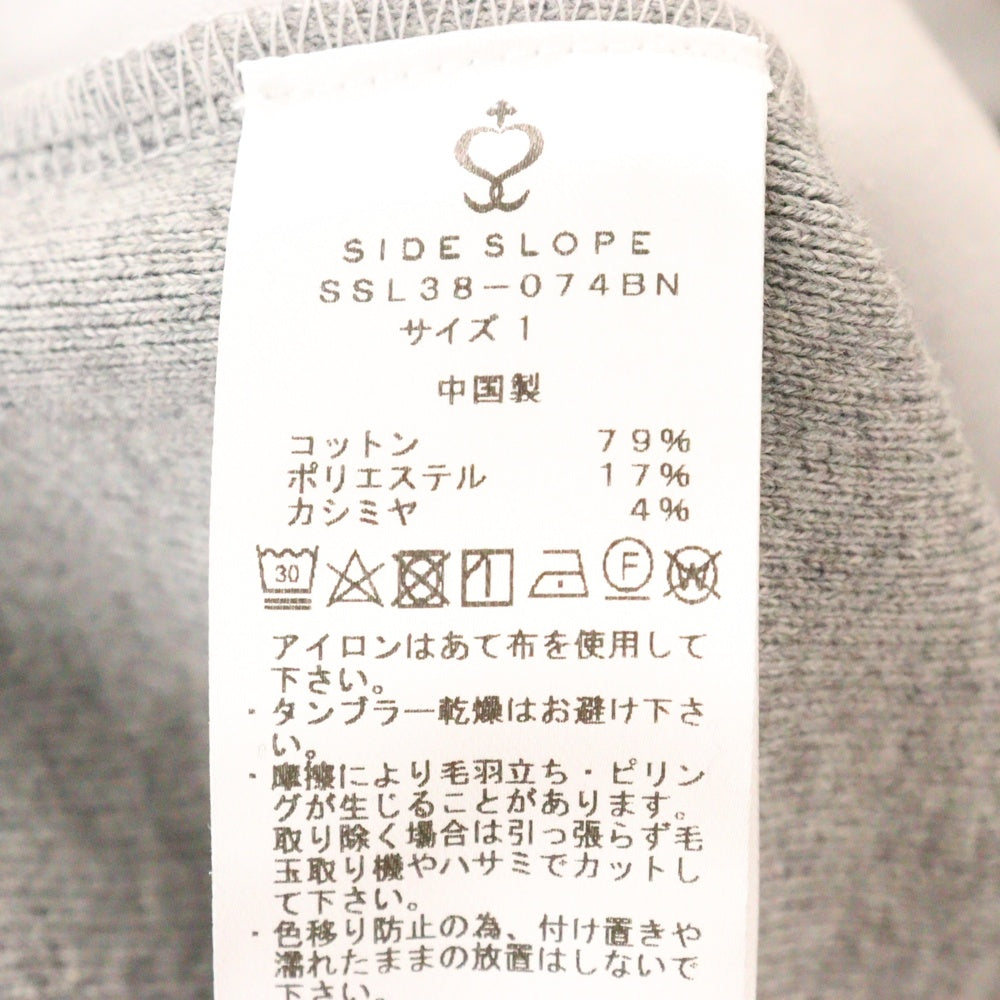 SIDE SLOPE
SSL38-074BN
サイズ 1
中国製
コットン 79%
ポリエステル 17%
カシミヤ 4%
30 F W
アイロンはあて布を使用して
下さい。
・タンブラー乾燥はお避け下さ
い。
・摩擦により毛羽立ち・ピリン
グが生じることがあります。
取り除く場合は引っ張らず毛
玉取り機やハサミでカットし
て下さい。
・色移り防止の為、付け置きや
濡れたままの放置はしないで
下さい。